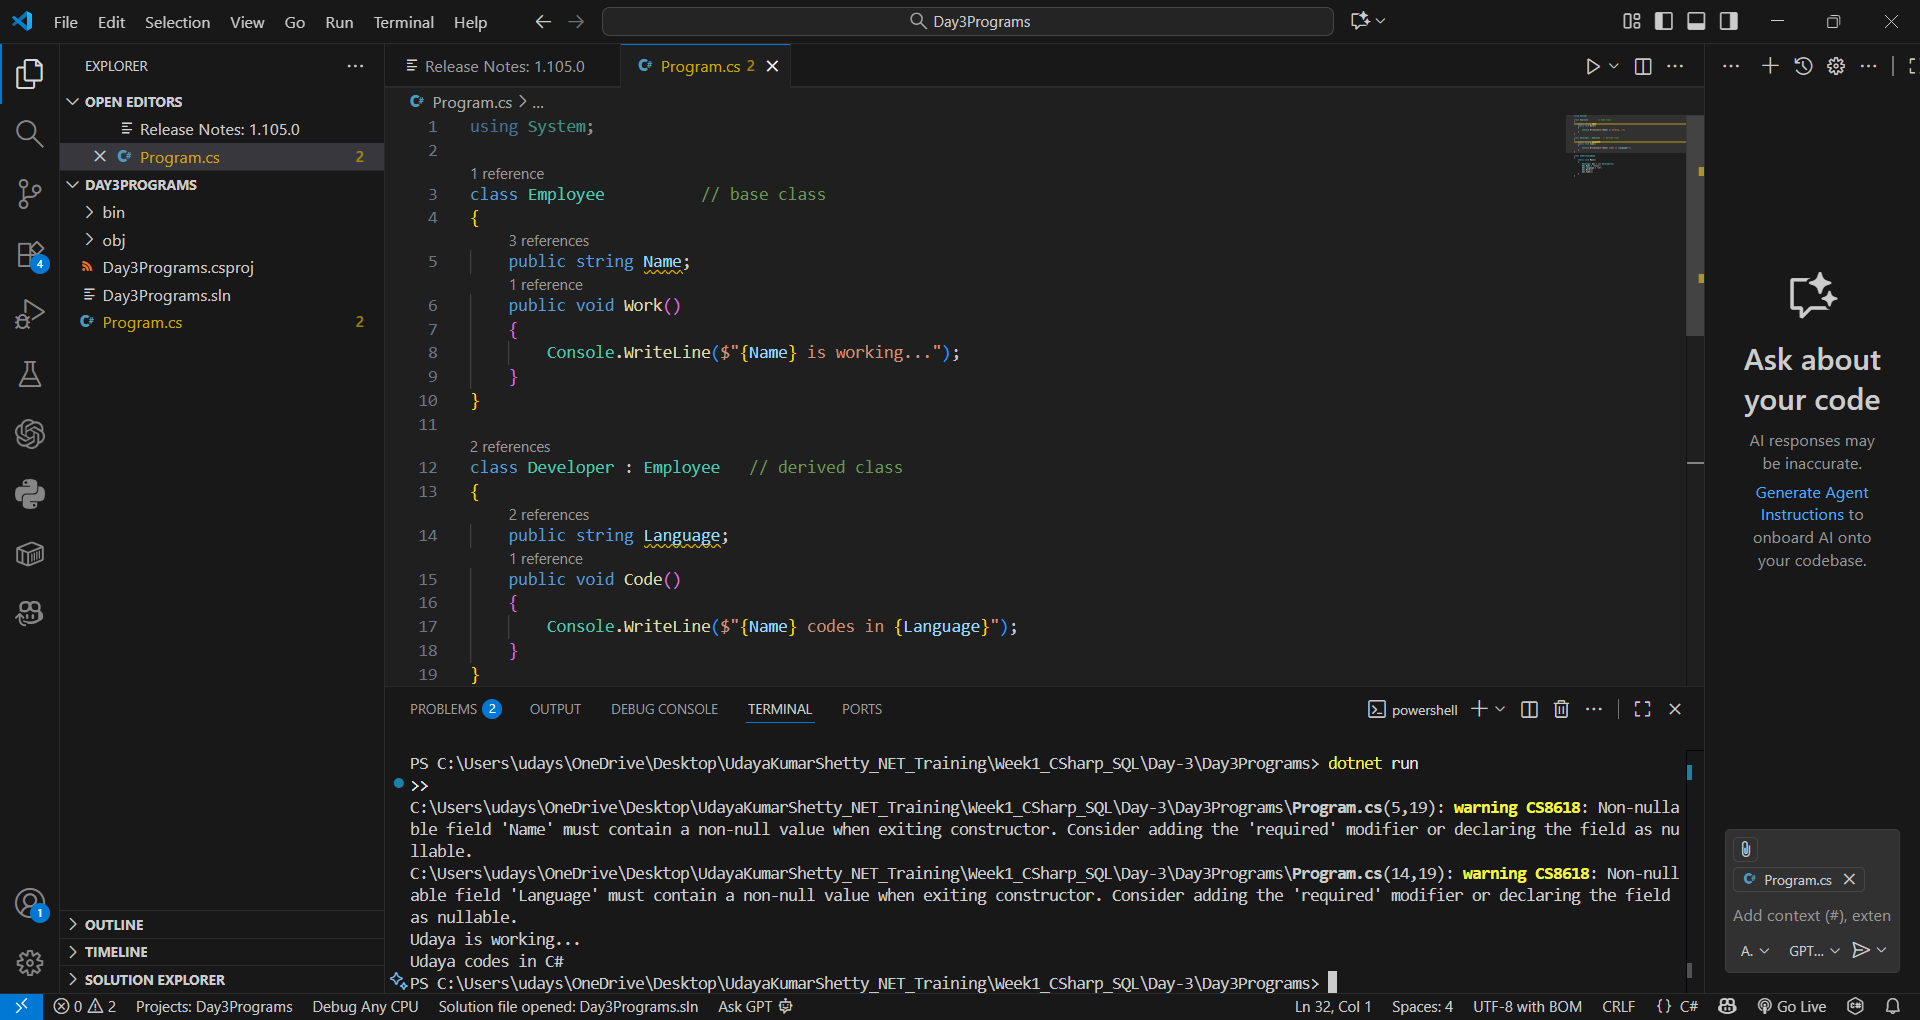 File Edit Selection View Go Run Terminal Help
Day3Programs
EXPLORER
OPEN EDITORS
Release Notes: 1.105.0
Program.cs 2
DAY3PROGRAMS
bin
obj
Day3Programs.csproj
Day3Programs.sln
Program.cs 2
4
1
OUTLINE
TIMELINE
SOLUTION EXPLORER
Release Notes: 1.105.0
Program.cs 2
Program.cs > ...
1 using System;
2
1 reference
3 class Employee // base class
4 {
3 references
5 public string Name;
1 reference
6 public void Work()
7 {
8 Console.WriteLine($"{Name} is working...");
9 }
10 }
11
2 references
12 class Developer : Employee // derived class
13 {
2 references
14 public string Language;
1 reference
15 public void Code()
16 {
17 Console.WriteLine($"{Name} codes in {Language}");
18 }
19 }
PROBLEMS 2 OUTPUT DEBUG CONSOLE TERMINAL PORTS
powershell
PS C:\Users\udays\OneDrive\Desktop\UdayaKumarShetty_NET_Training\Week1_CSharp_SQL\Day-3\Day3Programs> dotnet run
>>
C:\Users\udays\OneDrive\Desktop\UdayaKumarShetty_NET_Training\Week1_CSharp_SQL\Day-3\Day3Programs\Program.cs(5,19): warning CS8618: Non-nulla
ble field 'Name' must contain a non-null value when exiting constructor. Consider adding the 'required' modifier or declaring the field as nu
llable.
C:\Users\udays\OneDrive\Desktop\UdayaKumarShetty_NET_Training\Week1_CSharp_SQL\Day-3\Day3Programs\Program.cs(14,19): warning CS8618: Non-null
able field 'Language' must contain a non-null value when exiting constructor. Consider adding the 'required' modifier or declaring the field
as nullable.
Udaya is working...
Udaya codes in C#
PS C:\Users\udays\OneDrive\Desktop\UdayaKumarShetty_NET_Training\Week1_CSharp_SQL\Day-3\Day3Programs>
Ask about
your code
AI responses may
be inaccurate.
Generate Agent
Instructions to
onboard AI onto
your codebase.
Program.cs
Add context (#), exten
A. GPT...
0 2 Projects: Day3Programs Debug Any CPU Solution file opened: Day3Programs.sln Ask GPT Ln 32, Col 1 Spaces: 4 UTF-8 with BOM CRLF {} C# Go Live